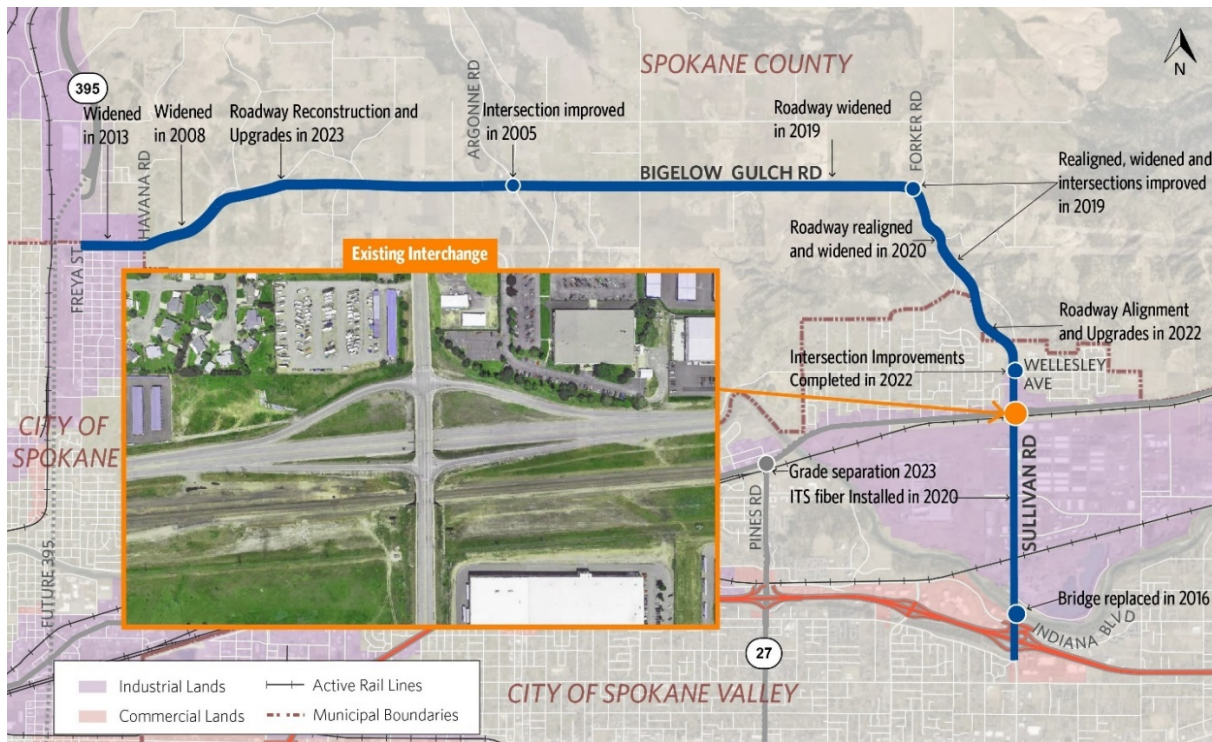 SPOKANE COUNTY
N
395
Widened
in 2013
Widened
in 2008
Roadway Reconstruction and
Upgrades in 2023
ARGONNE RD
Intersection improved
in 2005
Roadway widened
in 2019
FORKER RD
HAVANA RD
BIGELOW GULCH RD
Realigned, widened and
intersections improved
in 2019
Roadway realigned
and widened in 2020
FREYA ST
Existing Interchange
Roadway Alignment
and Upgrades in 2022
Intersection Improvements
Completed in 2022
WELLESLEY
AVE
CITY OF
SPOKANE
Grade separation 2023
ITS fiber Installed in 2020
PINES RD
SULLIVAN RD
FUTURE 395
Bridge replaced in 2016
INDIANA BLVD
27
CITY OF SPOKANE VALLEY
Industrial Lands
Active Rail Lines
Commercial Lands
Municipal Boundaries